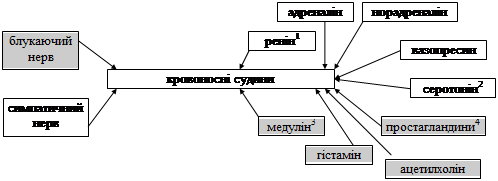 адреналін
норадреналін
блукаючий
нерв
ренін¹
вазопресин
кровоносні судини
серотонін²
симпатичний
нерв
медулін³
простагландини⁴
гістамін
ацетилхолін